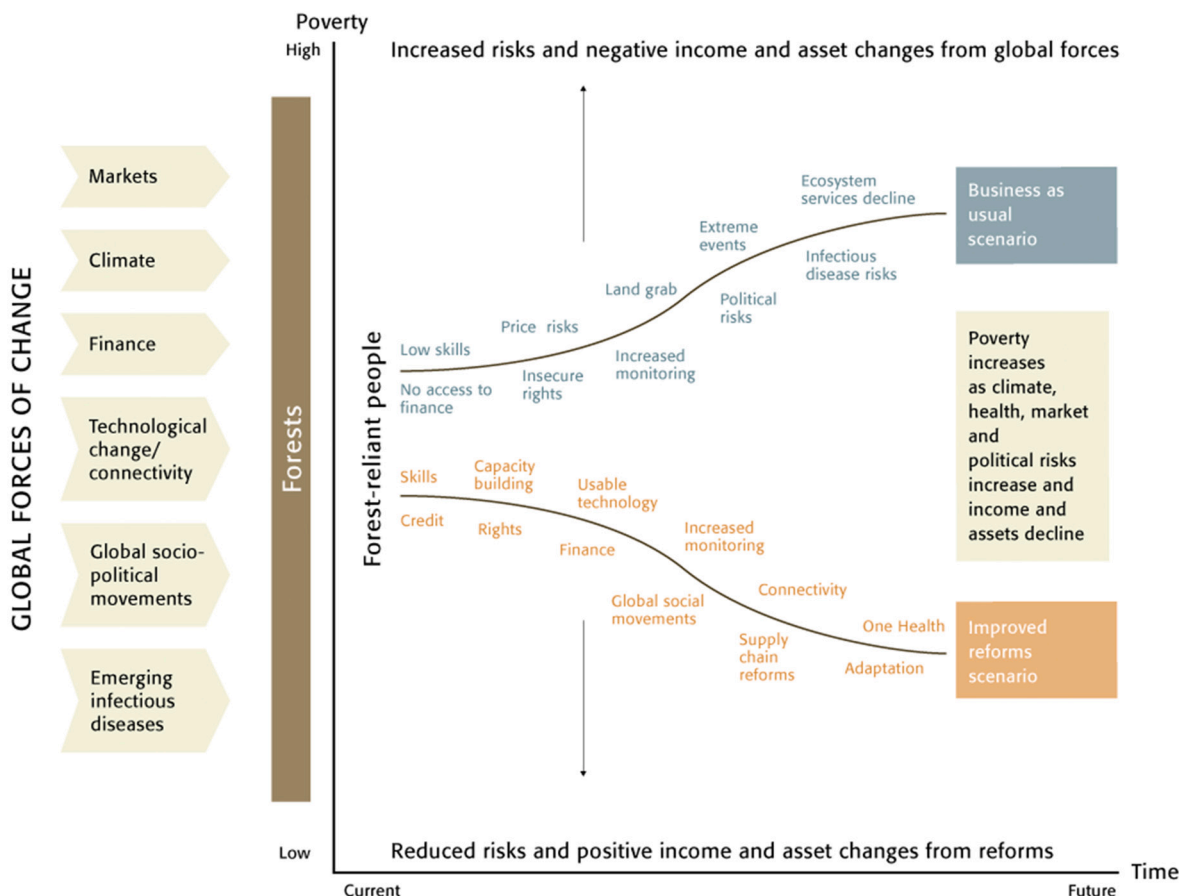 Poverty
High
Increased risks and negative income and asset changes from global forces
GLOBAL FORCES OF CHANGE
Markets
Climate
Finance
Technological
change/
connectivity
Global socio-
political
movements
Emerging
infectious
diseases
Forests
Forest-reliant people
Low skills
No access to
finance
Price risks
Insecure
rights
Land grab
Increased
monitoring
Extreme
events
Political
risks
Ecosystem
services decline
Infectious
disease risks
Business as
usual
scenario
Poverty
increases
as climate,
health, market
and
political risks
increase and
income and
assets decline
Skills
Credit
Capacity
building
Rights
Usable
technology
Finance
Increased
monitoring
Global social
movements
Connectivity
Supply
chain
reforms
One Health
Adaptation
Improved
reforms
scenario
Low
Reduced risks and positive income and asset changes from reforms
Time
Current
Future